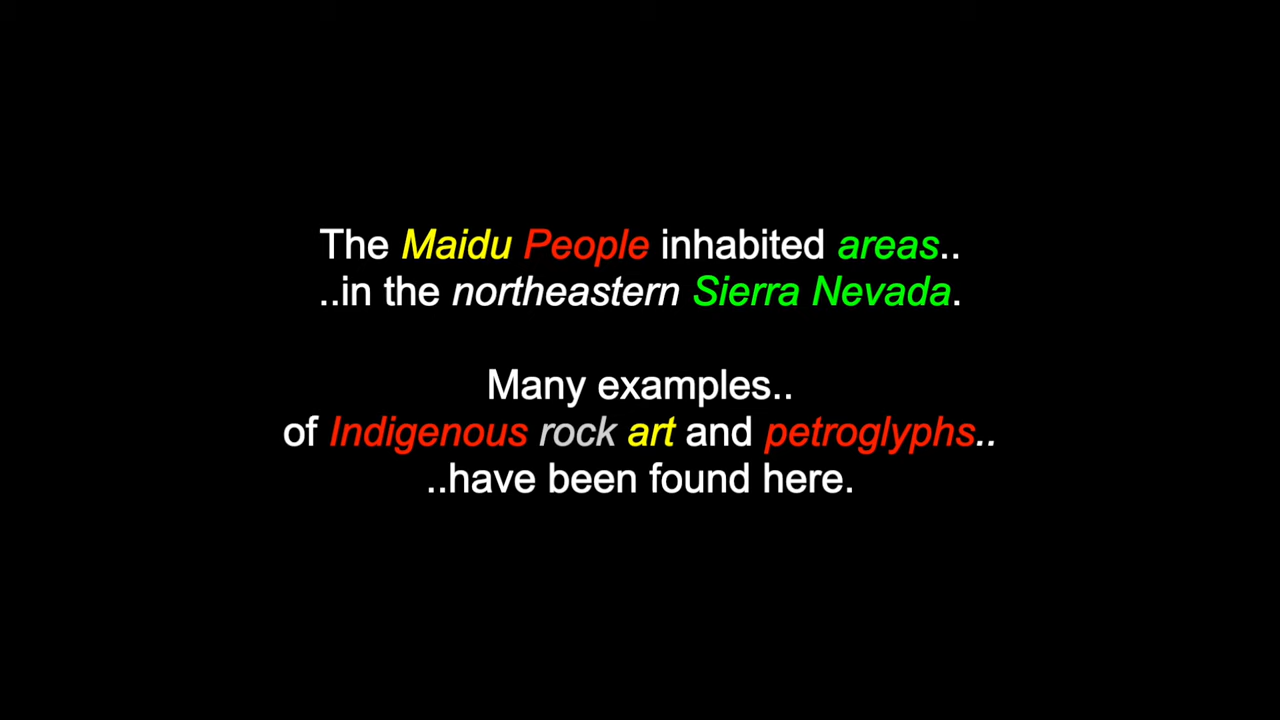 The Maidu People inhabited areas..
..in the northeastern Sierra Nevada.
Many examples..
of Indigenous rock art and petroglyphs..
..have been found here.